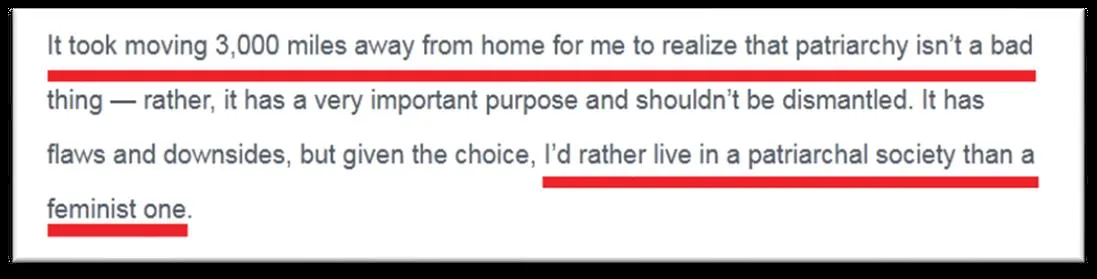 It took moving 3,000 miles away from home for me to realize that patriarchy isn’t a bad
thing — rather, it has a very important purpose and shouldn’t be dismantled. It has
flaws and downsides, but given the choice, I’d rather live in a patriarchal society than a
feminist one.